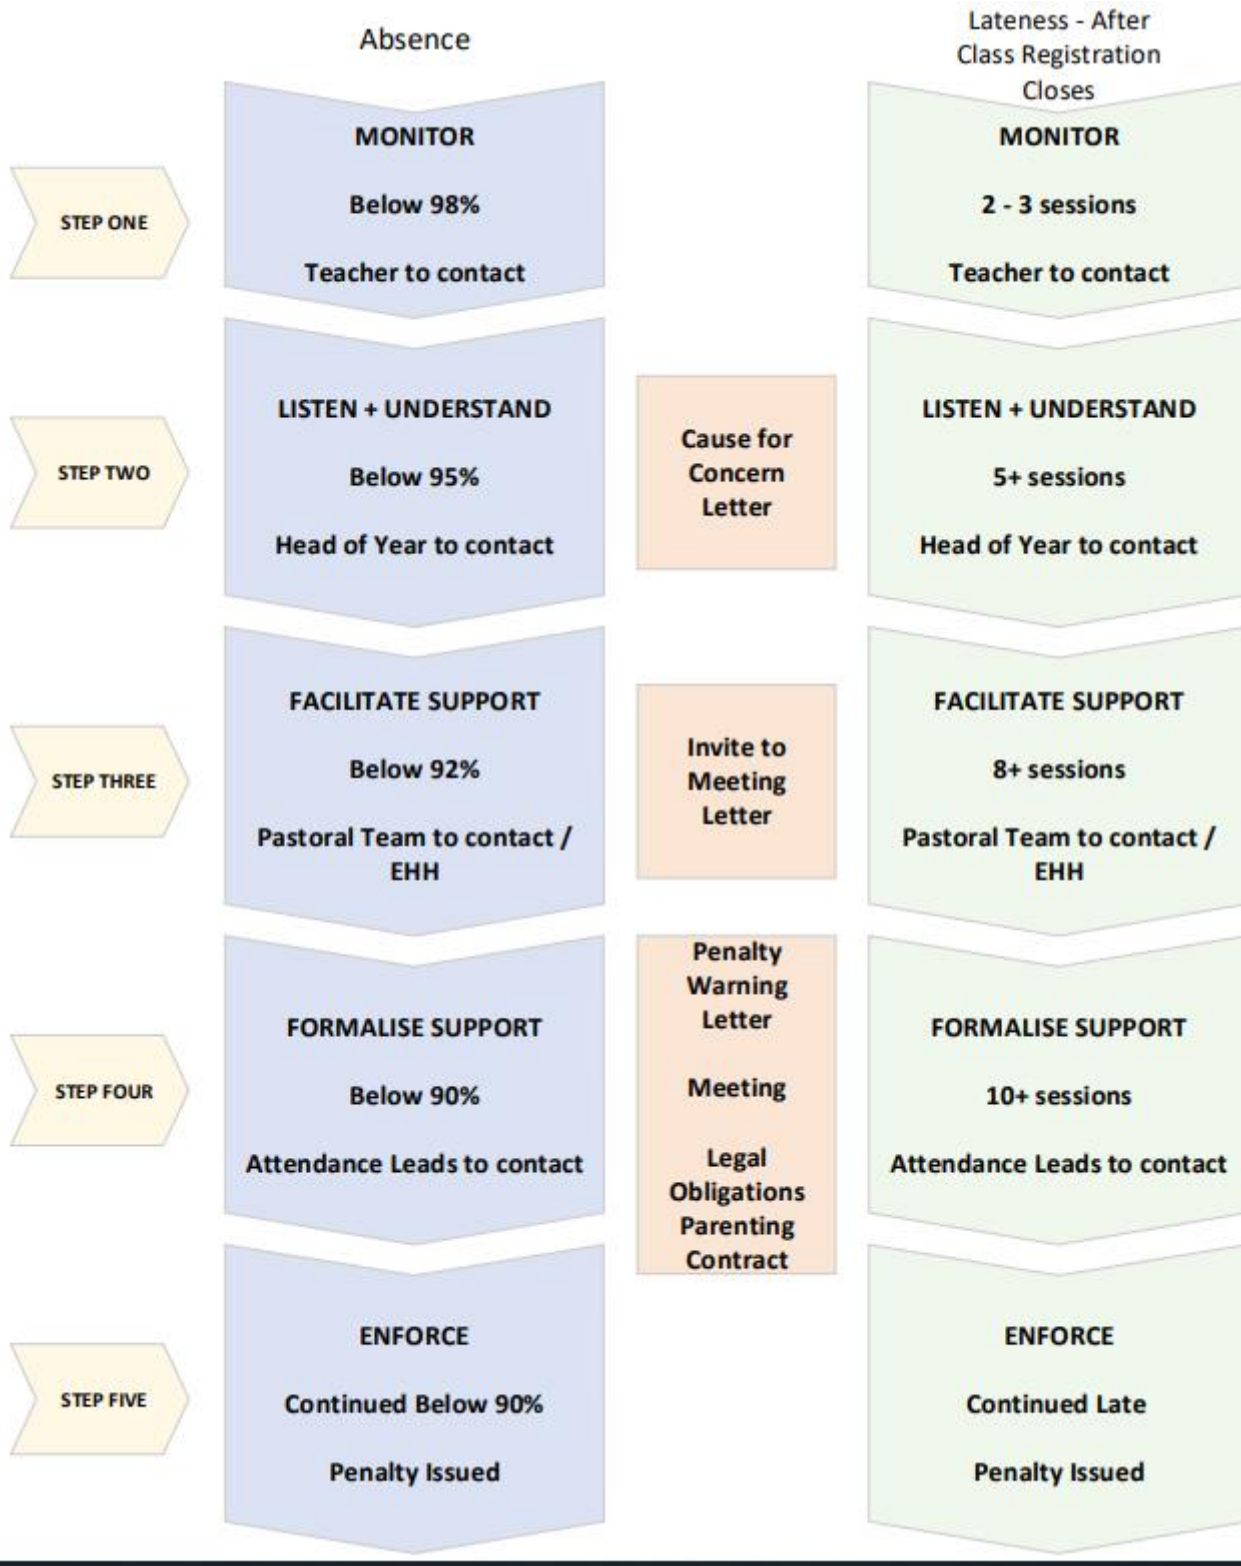 Absence
Lateness - After
Class Registration
Closes
STEP ONE
MONITOR
Below 98%
Teacher to contact
MONITOR
2 - 3 sessions
Teacher to contact
STEP TWO
LISTEN + UNDERSTAND
Below 95%
Head of Year to contact
Cause for
Concern
Letter
LISTEN + UNDERSTAND
5+ sessions
Head of Year to contact
STEP THREE
FACILITATE SUPPORT
Below 92%
Pastoral Team to contact /
EHH
Invite to
Meeting
Letter
FACILITATE SUPPORT
8+ sessions
Pastoral Team to contact /
EHH
STEP FOUR
FORMALISE SUPPORT
Below 90%
Attendance Leads to contact
Penalty
Warning
Letter
Meeting
Legal
Obligations
Parenting
Contract
FORMALISE SUPPORT
10+ sessions
Attendance Leads to contact
STEP FIVE
ENFORCE
Continued Below 90%
Penalty Issued
ENFORCE
Continued Late
Penalty Issued